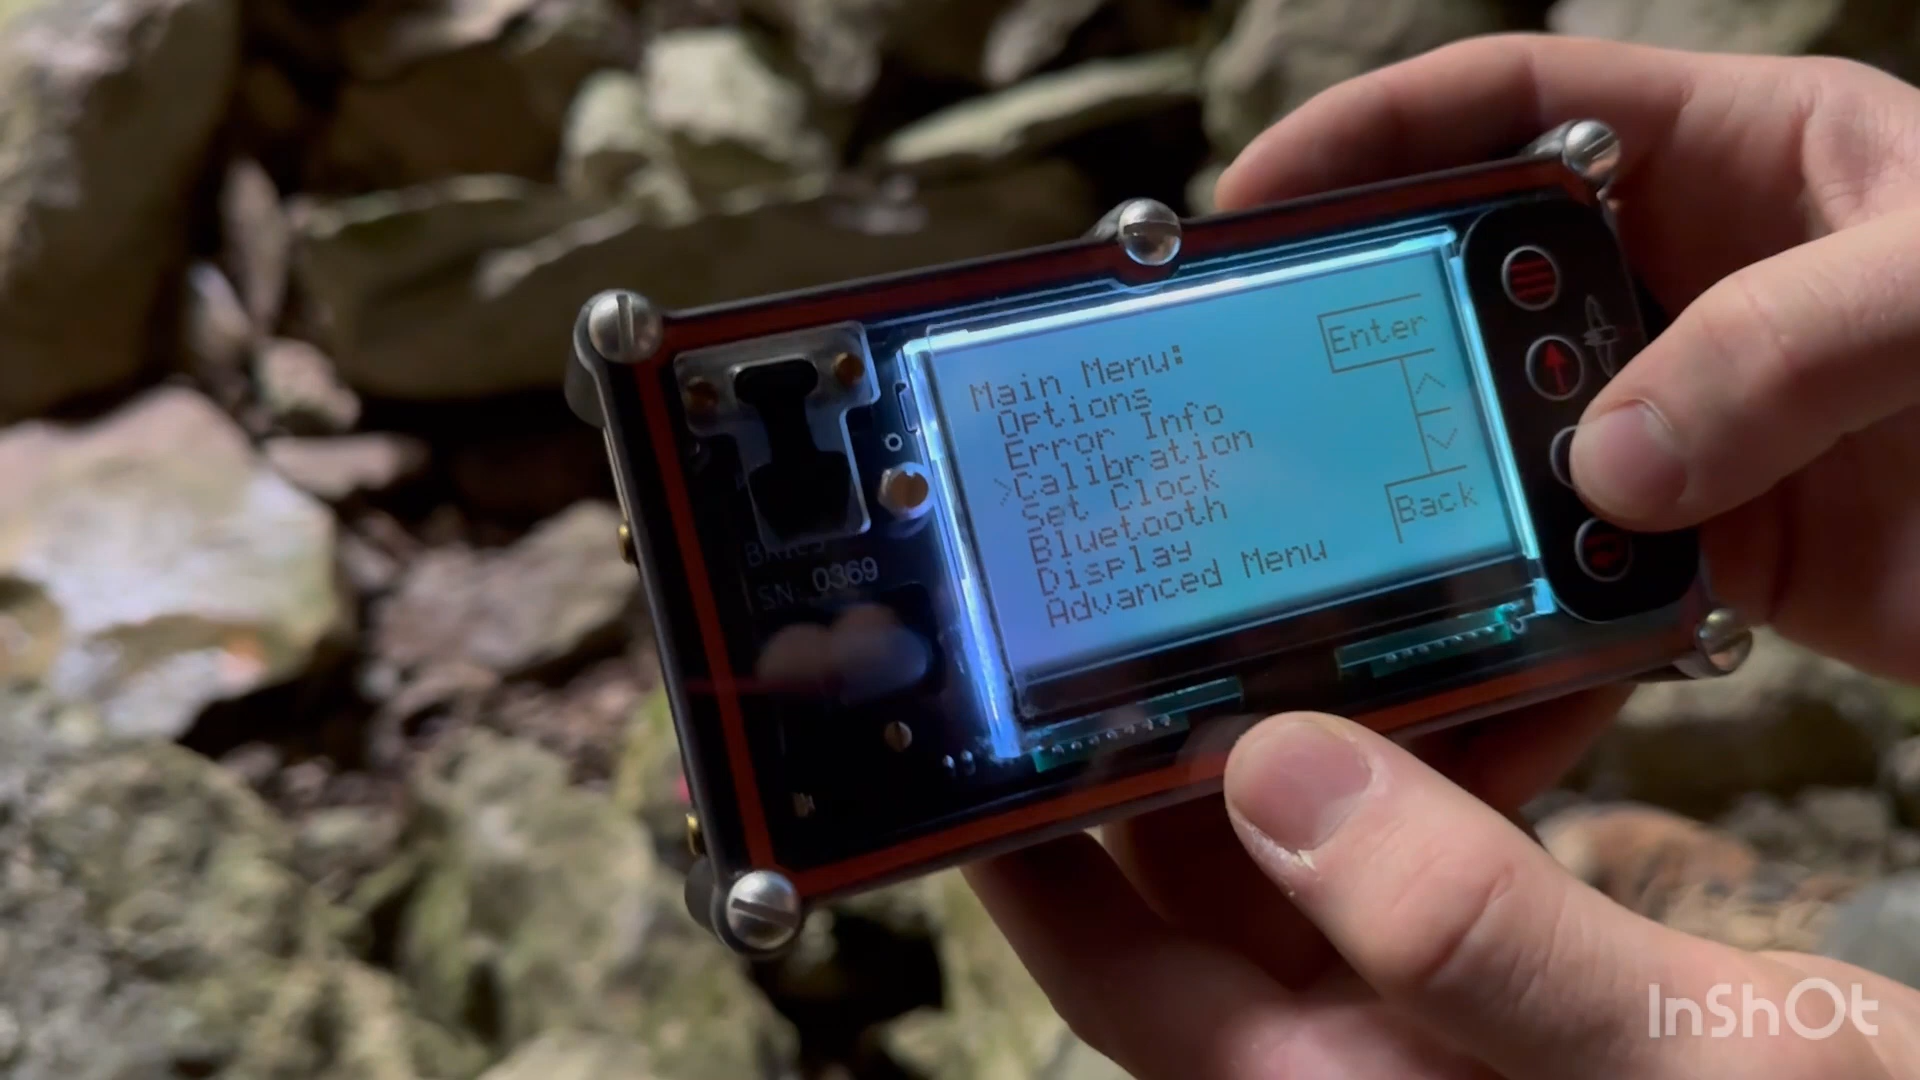 Main Menu:
Options
Error Info
>Calibration
Set Clock
Bluetooth
Display
Advanced Menu
Enter
Back
SN: 0369
InShOt